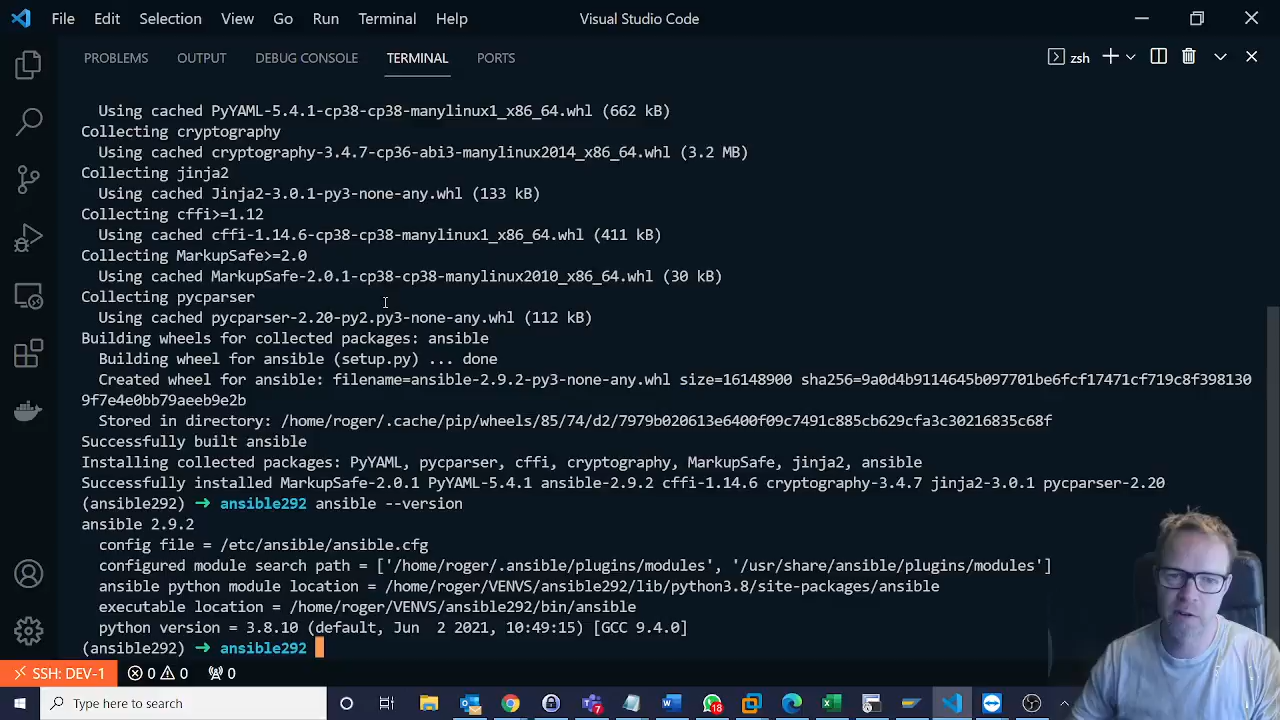 File Edit Selection View Go Run Terminal Help Visual Studio Code
PROBLEMS OUTPUT DEBUG CONSOLE TERMINAL PORTS zsh
Using cached PyYAML-5.4.1-cp38-cp38-manylinux1_x86_64.whl (662 kB)
Collecting cryptography
Using cached cryptography-3.4.7-cp36-abi3-manylinux2014_x86_64.whl (3.2 MB)
Collecting jinja2
Using cached Jinja2-3.0.1-py3-none-any.whl (133 kB)
Collecting cffi>=1.12
Using cached cffi-1.14.6-cp38-cp38-manylinux1_x86_64.whl (411 kB)
Collecting MarkupSafe>=2.0
Using cached MarkupSafe-2.0.1-cp38-cp38-manylinux2010_x86_64.whl (30 kB)
Collecting pycparser
Using cached pycparser-2.20-py2.py3-none-any.whl (112 kB)
Building wheels for collected packages: ansible
Building wheel for ansible (setup.py) ... done
Created wheel for ansible: filename=ansible-2.9.2-py3-none-any.whl size=16148900 sha256=9a0d4b9114645b097701be6fcf17471cf719c8f398130
9f7e4e0bb79aeeb9e2b
Stored in directory: /home/roger/.cache/pip/wheels/85/74/d2/7979b020613e6400f09c7491c885cb629cfa3c30216835c68f
Successfully built ansible
Installing collected packages: PyYAML, pycparser, cffi, cryptography, MarkupSafe, jinja2, ansible
Successfully installed MarkupSafe-2.0.1 PyYAML-5.4.1 ansible-2.9.2 cffi-1.14.6 cryptography-3.4.7 jinja2-3.0.1 pycparser-2.20
(ansible292) → ansible292 ansible --version
ansible 2.9.2
config file = /etc/ansible/ansible.cfg
configured module search path = ['/home/roger/.ansible/plugins/modules', '/usr/share/ansible/plugins/modules']
ansible python module location = /home/roger/VENVS/ansible292/lib/python3.8/site-packages/ansible
executable location = /home/roger/VENVS/ansible292/bin/ansible
python version = 3.8.10 (default, Jun  2 2021, 10:49:15) [GCC 9.4.0]
(ansible292) → ansible292
SSH: DEV-1 0 0 0
Type here to search 7 18